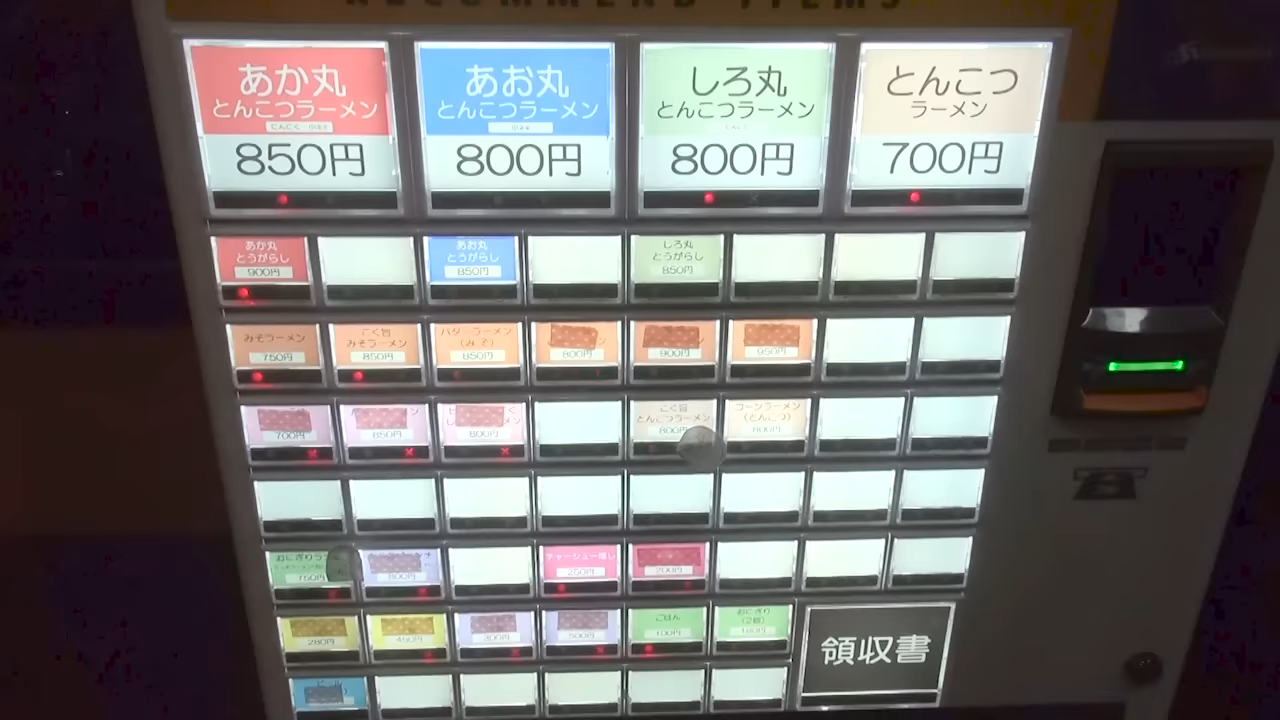 RECOMMEND ITEMS
あか丸
とんこつラーメン
850円
あお丸
とんこつラーメン
800円
しろ丸
とんこつラーメン
800円
とんこつ
ラーメン
700円
あか丸
とうがらし
900円
あお丸
とうがらし
850円
しろ丸
とうがらし
850円
みそラーメン
750円
こく旨
みそラーメン
850円
バターラーメン
(みそ)
850円
800円
900円
950円
700円
850円
800円
こく旨
とんこつラーメン
800円
コーンラーメン
(とんこつ)
800円
750円
800円
チャーシュー増し
250円
200円
280円
450円
300円
500円
ごはん
100円
おにぎり
(2個)
160円
領収書